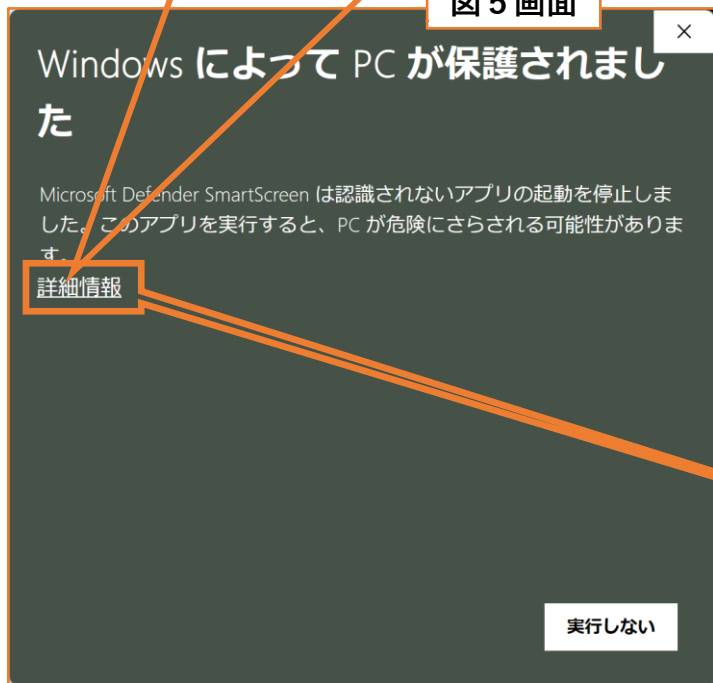 図5画面
×
Windows によって PC が保護されまし
た
Microsoft Defender SmartScreen は認識されないアプリの起動を停止しま
した。このアプリを実行すると、PC が危険にさらされる可能性がありま
す。
詳細情報
実行しない